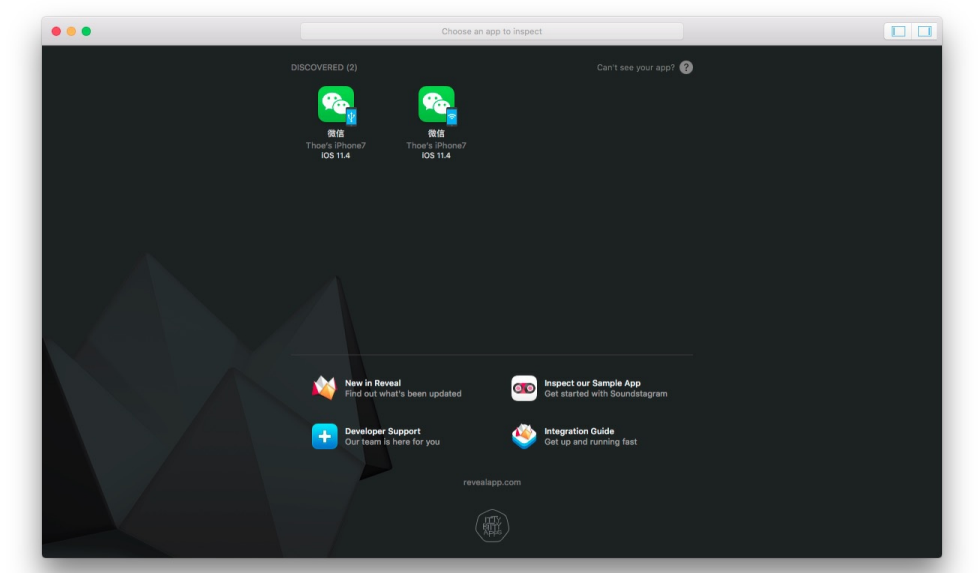 Choose an app to inspect
DISCOVERED (2)
Can't see your app? ?
微信
Thoe's iPhone7
iOS 11.4
微信
Thoe's iPhone7
iOS 11.4
New in Reveal
Find out what's been updated
Inspect our Sample App
Get started with Soundstagram
Developer Support
Our team is here for you
Integration Guide
Get up and running fast
revealapp.com
ITTY
BITTY
APPS